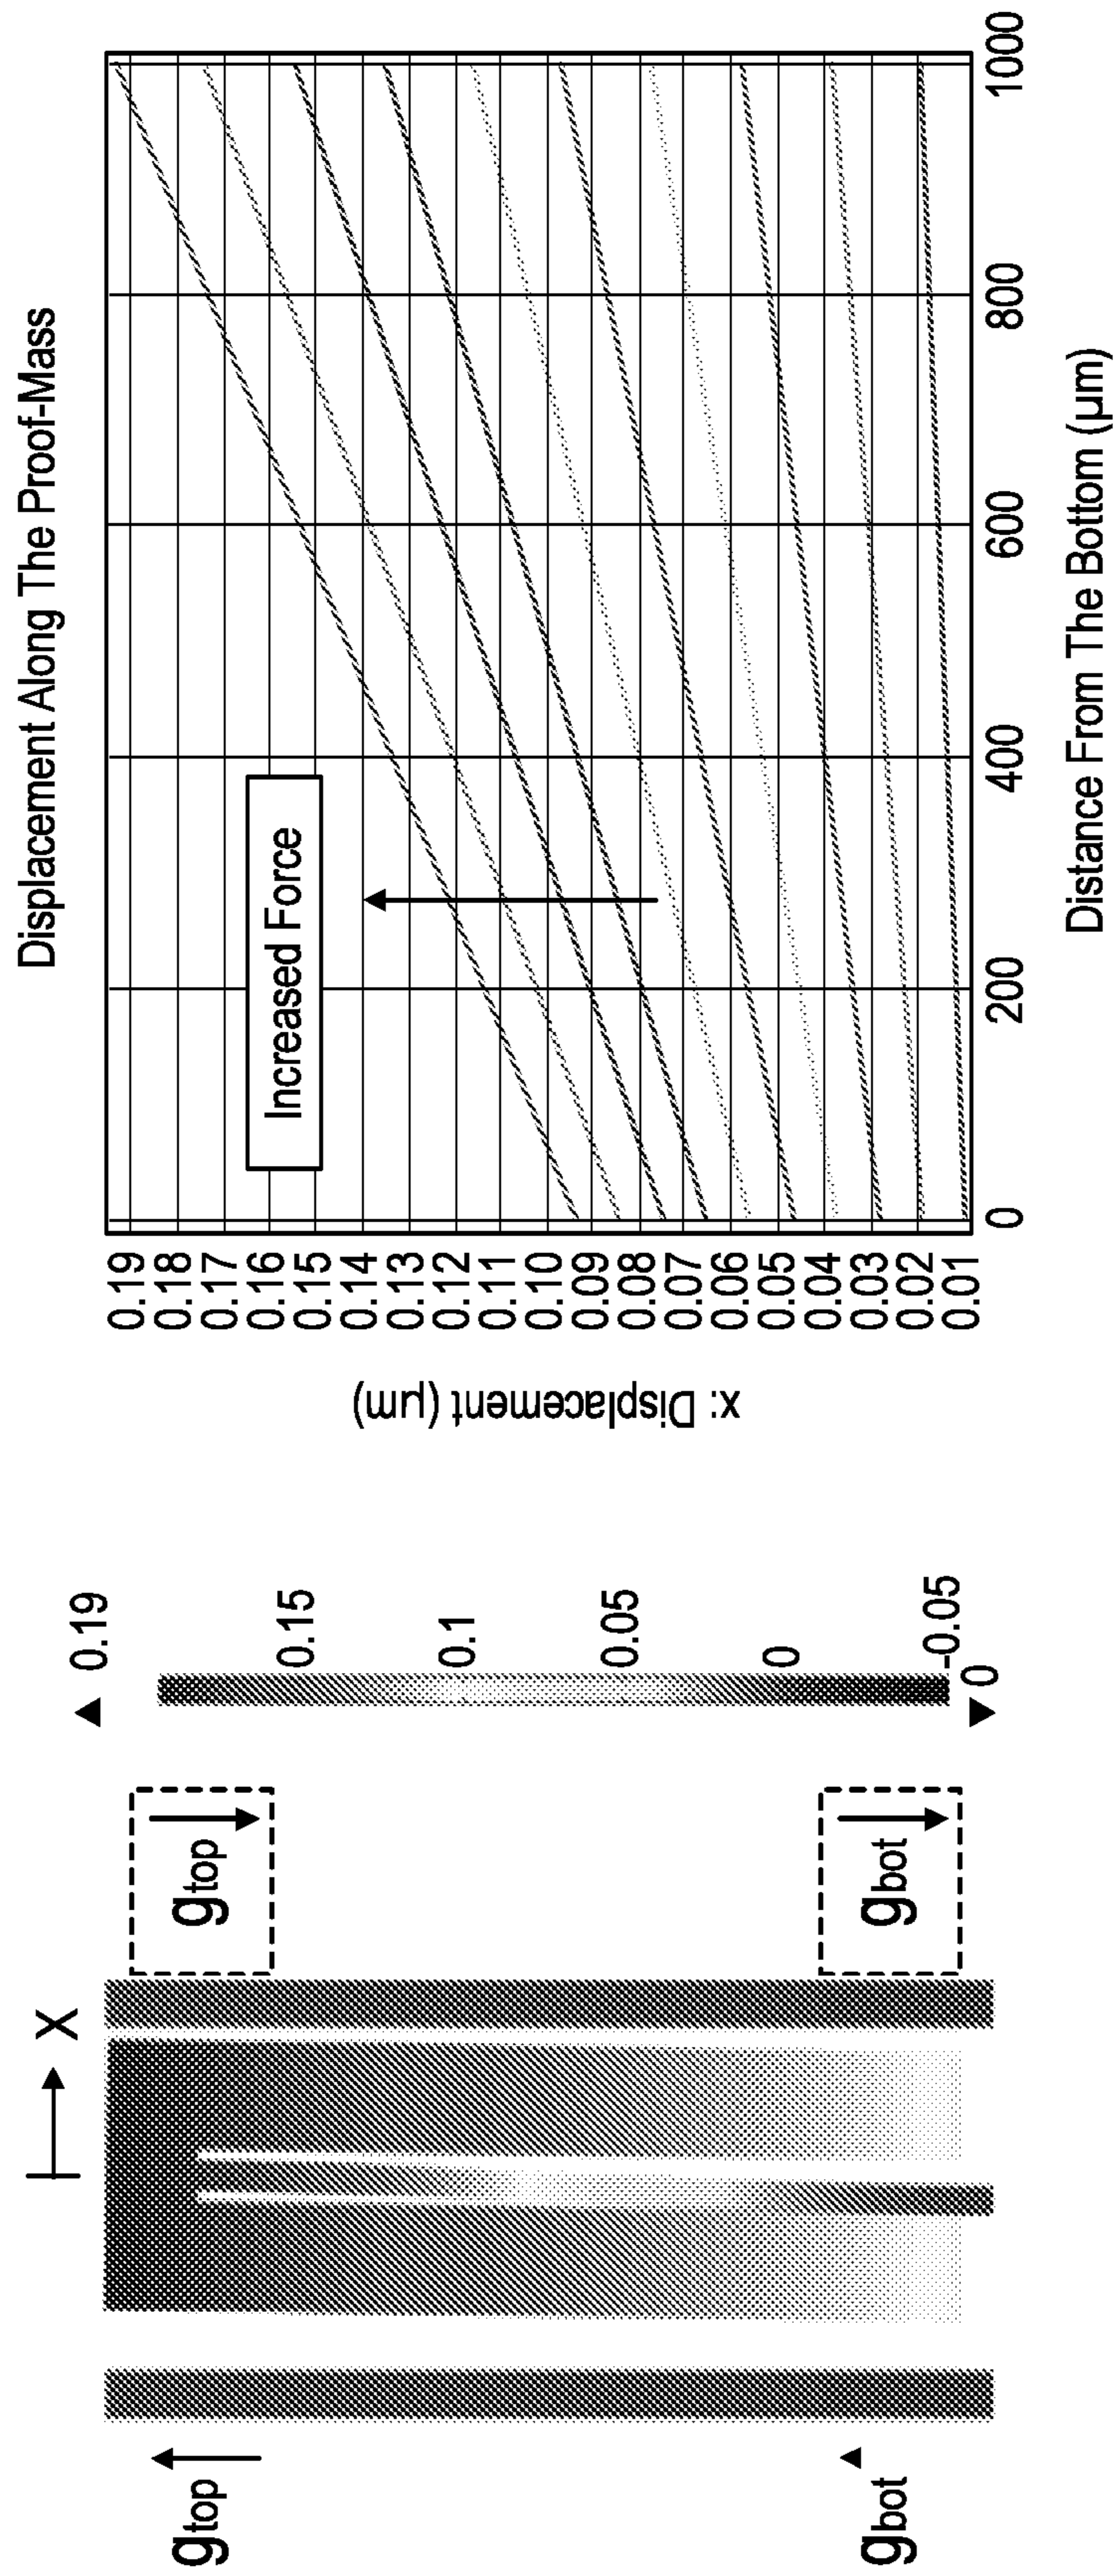 Displacement Along The Proof-Mass
0.19
0.18
0.17
0.16
0.15
0.14
0.13
0.12
0.11
0.10
0.09
0.08
0.07
0.06
0.05
0.04
0.03
0.02
0.01
x: Displacement (µm)
Increased Force
0 200 400 600 800 1000
Distance From The Bottom (µm)
X
gtop
gtop
gbot
gbot
▲ 0.19
0.15
0.1
0.05
0
-0.05
▼ 0